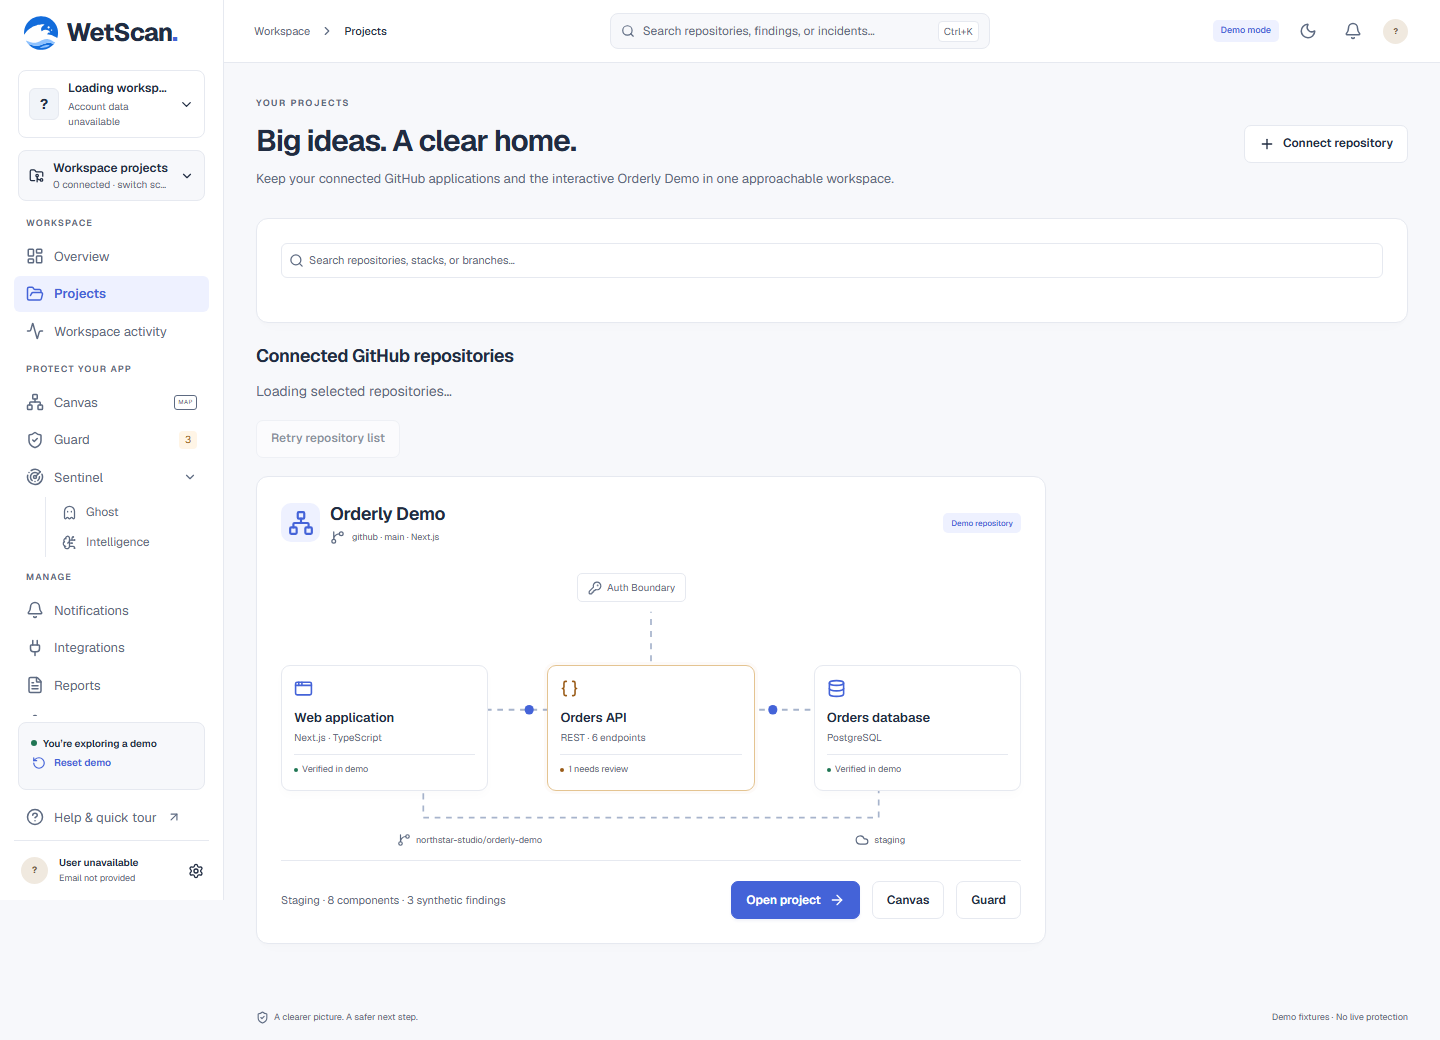 WetScan.
Loading worksp...
?
Account data
unavailable
Workspace projects
0 connected · switch sc...
WORKSPACE
Overview
Projects
Workspace activity
PROTECT YOUR APP
Canvas
MAP
Guard
3
Sentinel
Ghost
Intelligence
MANAGE
Notifications
Integrations
Reports
You're exploring a demo
Reset demo
Help & quick tour
?
User unavailable
Email not provided
Workspace > Projects
Search repositories, findings, or incidents...
Ctrl+K
Demo mode
?
YOUR PROJECTS
Big ideas. A clear home.
Keep your connected GitHub applications and the interactive Orderly Demo in one approachable workspace.
+ Connect repository
Search repositories, stacks, or branches...
Connected GitHub repositories
Loading selected repositories...
Retry repository list
Orderly Demo
github · main · Next.js
Demo repository
Auth Boundary
Web application
Next.js · TypeScript
Verified in demo
{ }
Orders API
REST · 6 endpoints
1 needs review
Orders database
PostgreSQL
Verified in demo
northstar-studio/orderly-demo
staging
Staging · 8 components · 3 synthetic findings
Open project →
Canvas
Guard
A clearer picture. A safer next step.
Demo fixtures · No live protection